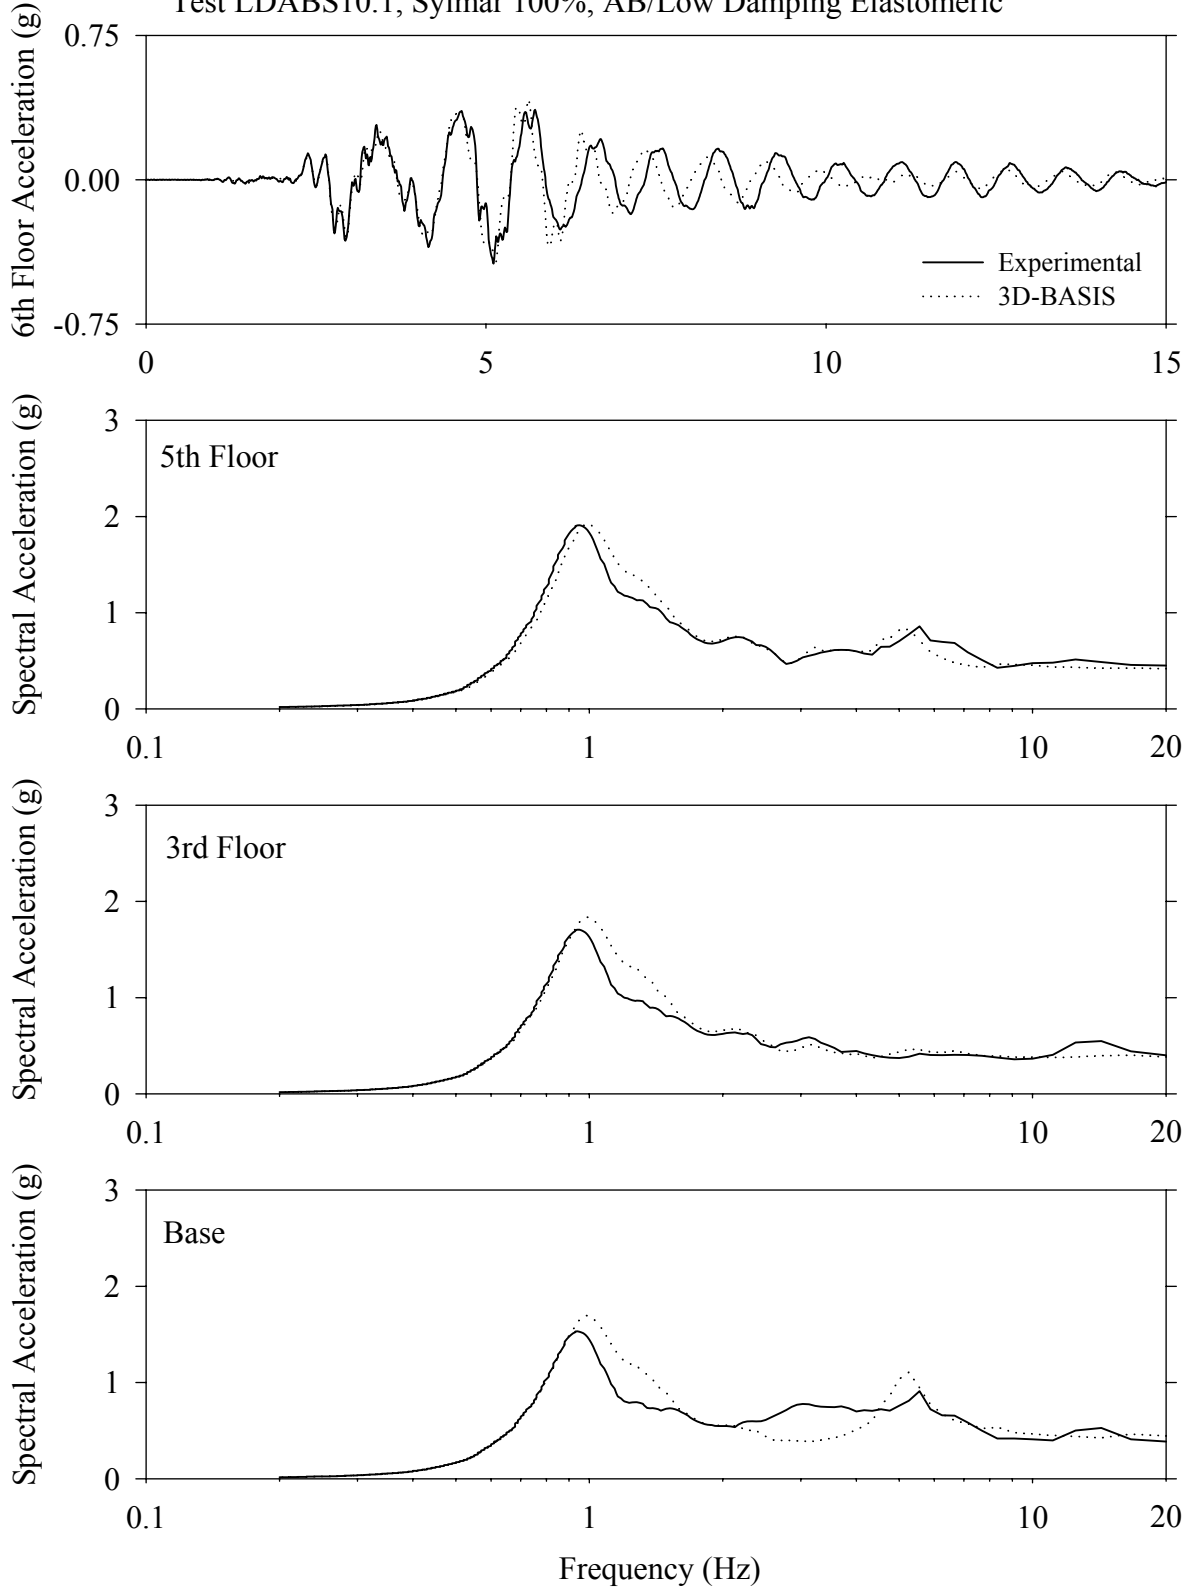 Test LDABS10.1, Sylmar 100%, AB/Low Damping Elastomeric
6th Floor Acceleration (g)
0.75
0.00
-0.75
Experimental
3D-BASIS
0 5 10 15
Spectral Acceleration (g)
3
5th Floor
2
1
0
0.1 1 10 20
Spectral Acceleration (g)
3
3rd Floor
2
1
0
0.1 1 10 20
Spectral Acceleration (g)
3
Base
2
1
0
0.1 1 10 20
Frequency (Hz)